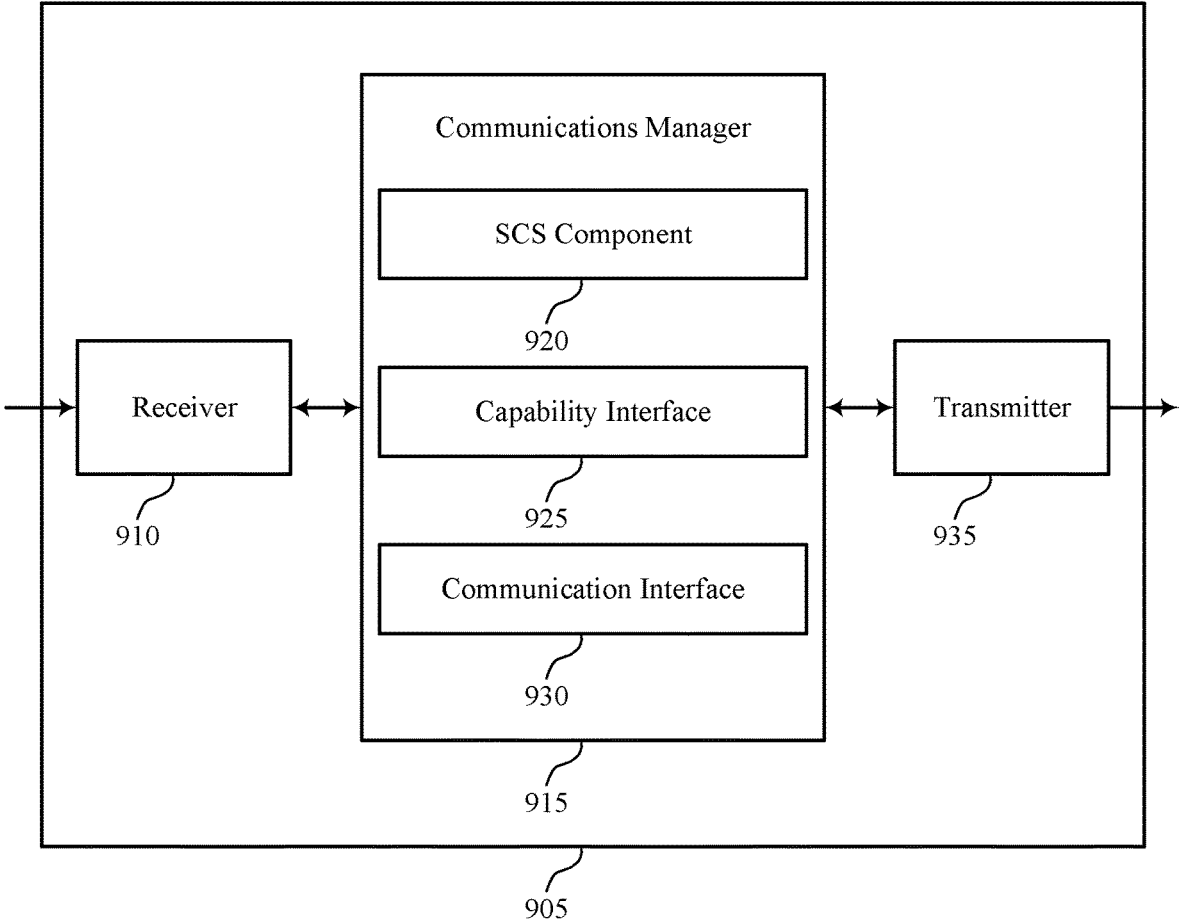 Communications Manager
SCS Component
920
Receiver
Capability Interface
Transmitter
910
925
935
Communication Interface
930
915
905